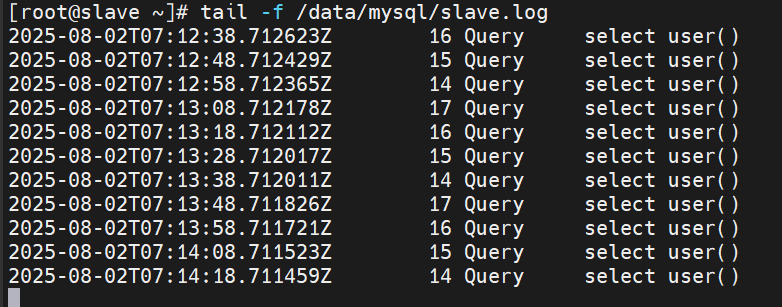 [root@slave ~]# tail -f /data/mysql/slave.log
2025-08-02T07:12:38.712623Z        16 Query     select user()
2025-08-02T07:12:48.712429Z        15 Query     select user()
2025-08-02T07:12:58.712365Z        14 Query     select user()
2025-08-02T07:13:08.712178Z        17 Query     select user()
2025-08-02T07:13:18.712112Z        16 Query     select user()
2025-08-02T07:13:28.712017Z        15 Query     select user()
2025-08-02T07:13:38.712011Z        14 Query     select user()
2025-08-02T07:13:48.711826Z        17 Query     select user()
2025-08-02T07:13:58.711721Z        16 Query     select user()
2025-08-02T07:14:08.711523Z        15 Query     select user()
2025-08-02T07:14:18.711459Z        14 Query     select user()